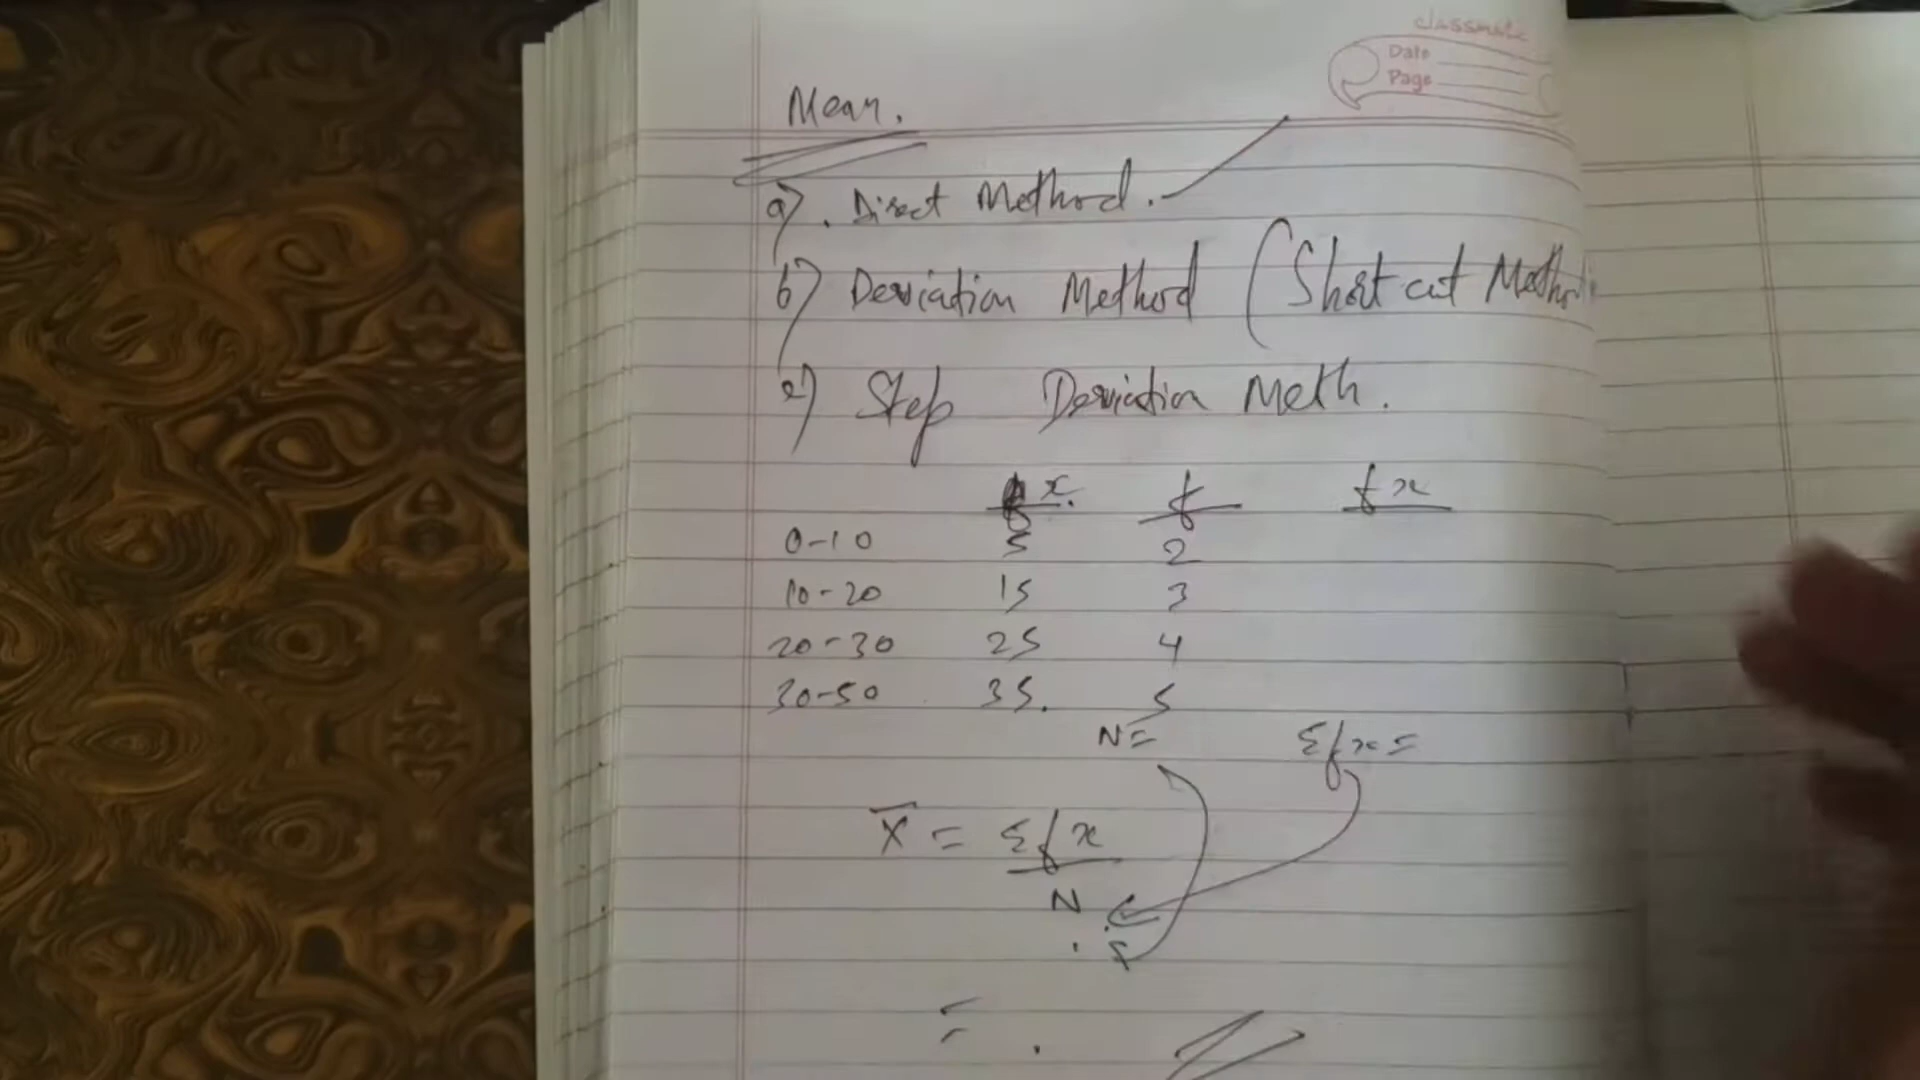 classmate
Date
Page
Mean.
a). Direct Method.
b) Deviation Method (Short cut Metho
c) Step Deviation Meth.
x. f fx
0-10 5 2
10-20 15 3
20-30 25 4
30-50 35. 5
N= Σfx=
X̄ = Σfx
N
=